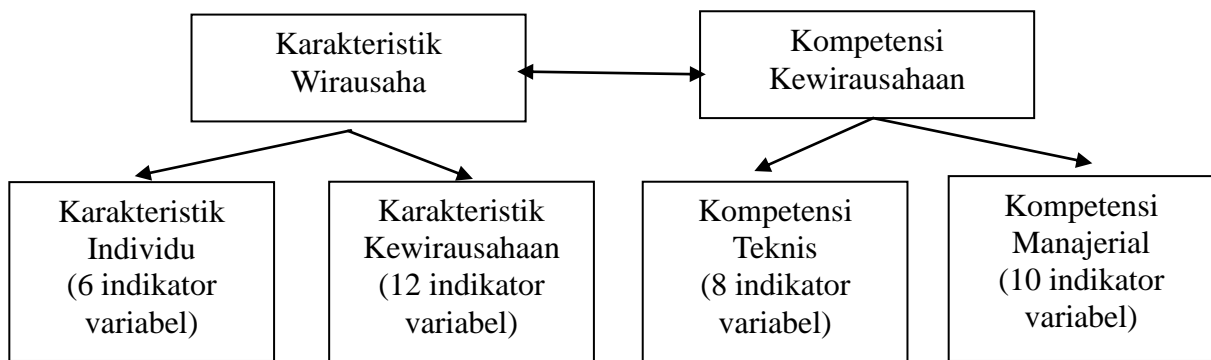 Karakteristik
Wirausaha
Kompetensi
Kewirausahaan
Karakteristik
Individu
(6 indikator
variabel)
Karakteristik
Kewirausahaan
(12 indikator
variabel)
Kompetensi
Teknis
(8 indikator
variabel)
Kompetensi
Manajerial
(10 indikator
variabel)